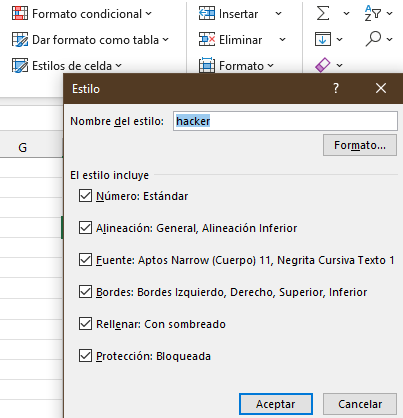 Formato condicional Insertar
Dar formato como tabla Eliminar
Estilos de celda Formato
Estilo ?
Nombre del estilo: hacker
Formato...
G
El estilo incluye
Número: Estándar
Alineación: General, Alineación Inferior
Fuente: Aptos Narrow (Cuerpo) 11, Negrita Cursiva Texto 1
Bordes: Bordes Izquierdo, Derecho, Superior, Inferior
Rellenar: Con sombreado
Protección: Bloqueada
Aceptar Cancelar